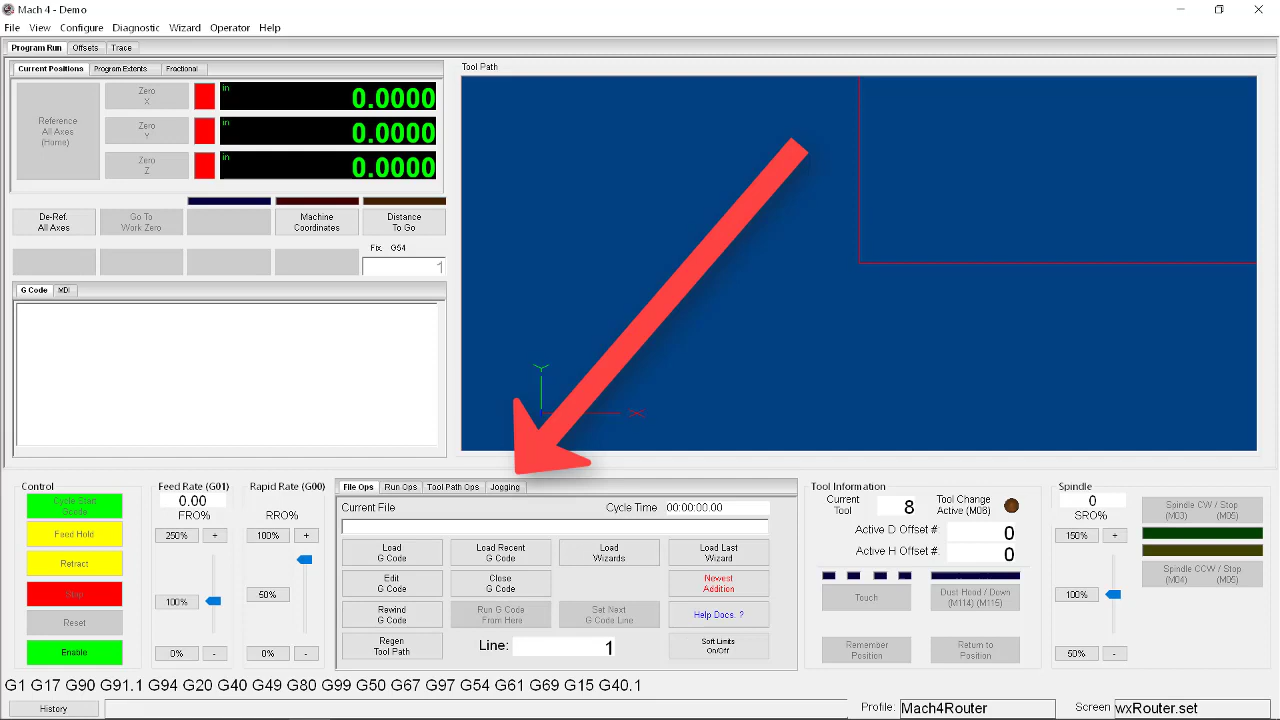 Mach 4 - Demo
File View Configure Diagnostic Wizard Operator Help
Program Run Offsets Trace
Current Positions Program Extents Fractional
Reference
All Axes
(Home)
Zero
X
in
0.0000
Zero
Y
in
0.0000
Zero
Z
in
0.0000
De-Ref.
All Axes
Go To
Work Zero
Machine
Coordinates
Distance
To Go
Fix. G54
1
G Code MDI
Tool Path
Y
X
Control
Cycle Start
Gcode
Feed Hold
Retract
Stop
Reset
Enable
Feed Rate (G01)
0.00
FRO%
250% +
100%
0% -
Rapid Rate (G00)
RRO%
100% +
50%
0% -
File Ops Run Ops Tool Path Ops Jogging
Current File Cycle Time 00:00:00.00
Load
G Code
Load Recent
G Code
Load
Wizards
Load Last
Wizard
Edit
G Code
Close
G Code
Newest
Addition
Rewind
G Code
Run G Code
From Here
Set Next
G Code Line
Help Docs. ?
Regen
Tool Path
Line: 1
Soft Limits
On/Off
Tool Information
Current
Tool
8
Tool Change
Active (M08)
Active D Offset #: 0
Active H Offset #: 0
Touch
Dust Hood / Down
(M114) (M115)
Remember
Position
Return to
Position
Spindle
0
SRO%
150% +
100%
50% -
Spindle CW / Stop
(M03) (M05)
Spindle CCW / Stop
(M04) (M05)
G1 G17 G90 G91.1 G94 G20 G40 G49 G80 G99 G50 G67 G97 G54 G61 G69 G15 G40.1
History
Profile: Mach4Router
Screen wxRouter.set